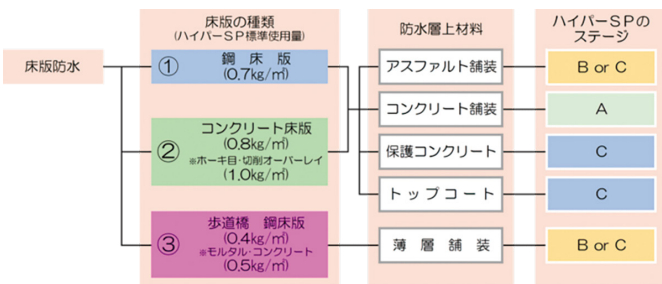 床版の種類
(ハイパーSP標準使用量)
防水層上材料
ハイパーSPの
ステージ
床版防水
① 鋼床版
(0.7kg/㎡)
アスファルト舗装
B or C
コンクリート舗装
A
② コンクリート床版
(0.8kg/㎡)
※ホーキ目・切削オーバーレイ
(1.0kg/㎡)
保護コンクリート
C
トップコート
C
③ 歩道橋 鋼床版
(0.4kg/㎡)
※モルタル・コンクリート
(0.5kg/㎡)
薄層舗装
B or C